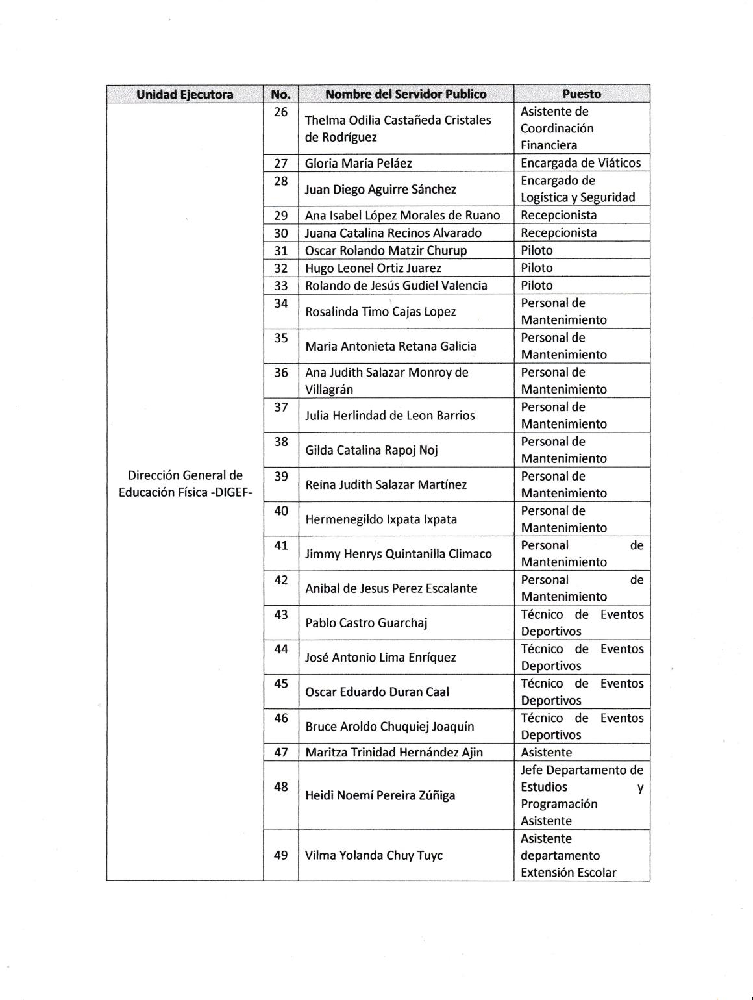 Unidad Ejecutora No. Nombre del Servidor Publico Puesto
26 Thelma Odilia Castañeda Cristales
de Rodríguez
Asistente de
Coordinación
Financiera
27 Gloria María Peláez Encargada de Viáticos
28 Juan Diego Aguirre Sánchez
Encargado de
Logística y Seguridad
29 Ana Isabel López Morales de Ruano Recepcionista
30 Juana Catalina Recinos Alvarado Recepcionista
31 Oscar Rolando Matzir Churup Piloto
32 Hugo Leonel Ortiz Juarez Piloto
33 Rolando de Jesús Gudiel Valencia Piloto
34 Rosalinda Timo Cajas Lopez
Personal de
Mantenimiento
35 Maria Antonieta Retana Galicia
Personal de
Mantenimiento
36 Ana Judith Salazar Monroy de
Villagrán
Personal de
Mantenimiento
37 Julia Herlindad de Leon Barrios
Personal de
Mantenimiento
38 Gilda Catalina Rapoj Noj
Personal de
Mantenimiento
Dirección General de
Educación Física -DIGEF-
39 Reina Judith Salazar Martínez
Personal de
Mantenimiento
40 Hermenegildo Ixpata Ixpata
Personal de
Mantenimiento
41 Jimmy Henrys Quintanilla Climaco
Personal de
Mantenimiento
42 Anibal de Jesus Perez Escalante
Personal de
Mantenimiento
43 Pablo Castro Guarchaj
Técnico de Eventos
Deportivos
44 José Antonio Lima Enríquez
Técnico de Eventos
Deportivos
45 Oscar Eduardo Duran Caal
Técnico de Eventos
Deportivos
46 Bruce Aroldo Chuquiej Joaquín
Técnico de Eventos
Deportivos
47 Maritza Trinidad Hernández Ajin Asistente
48 Heidi Noemí Pereira Zúñiga
Jefe Departamento de
Estudios y
Programación
Asistente
49 Vilma Yolanda Chuy Tuyc
Asistente
departamento
Extensión Escolar